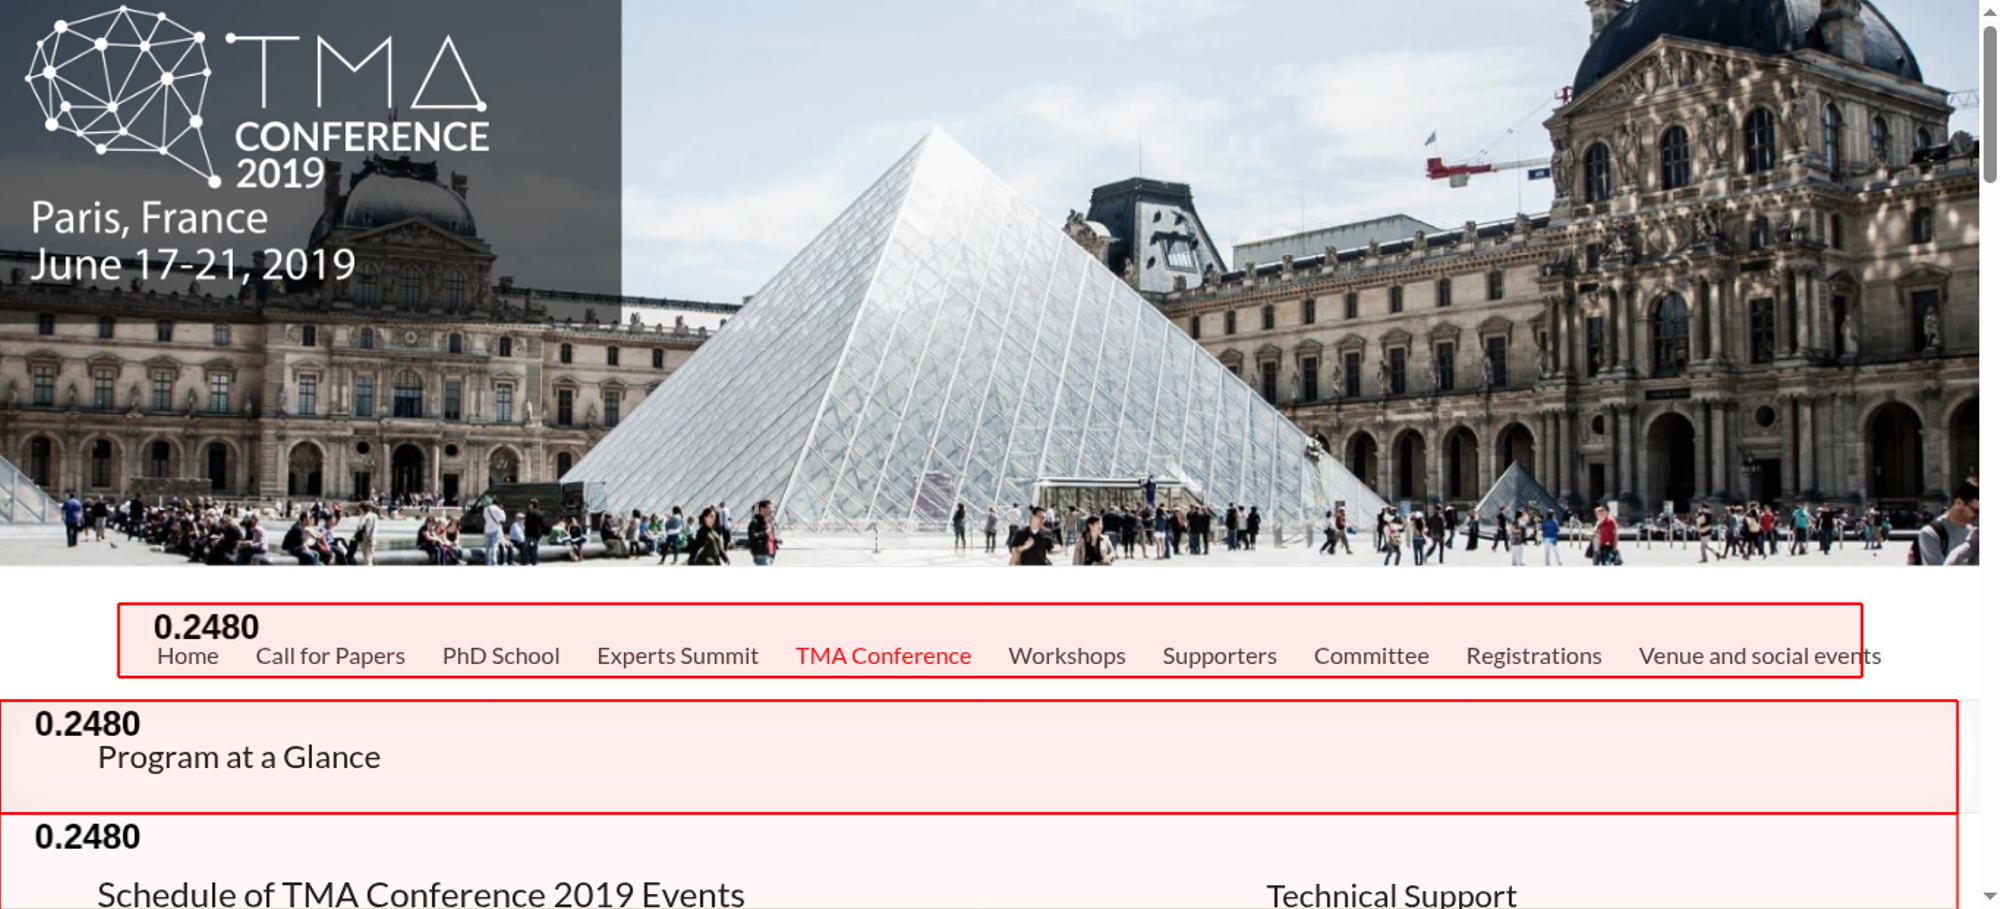 TMA
CONFERENCE
2019
Paris, France
June 17-21, 2019
0.2480
Home Call for Papers PhD School Experts Summit TMA Conference Workshops Supporters Committee Registrations Venue and social events
0.2480
Program at a Glance
0.2480
Schedule of TMA Conference 2019 Events
Technical Support